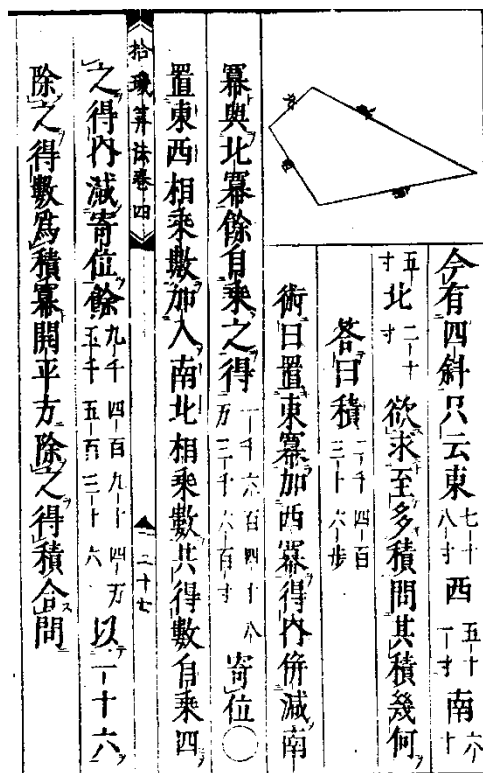 今有四斜只云東七十八寸西五十一寸南六十
五寸北二十寸欲求至多積問其積幾何
答曰積二千四百三十六步
術曰置東冪加西冪得內併減南
冪與北冪餘自乘之得一千六百四十八万三千六百寸寄位○
置東西相乘數加入南北相乘數共得數自乘四
拾璣算法卷四 二十七
之得內減寄位餘九千四百九十四万五千五百三十六以一十六
除之得數為積冪開平方除之得積合問